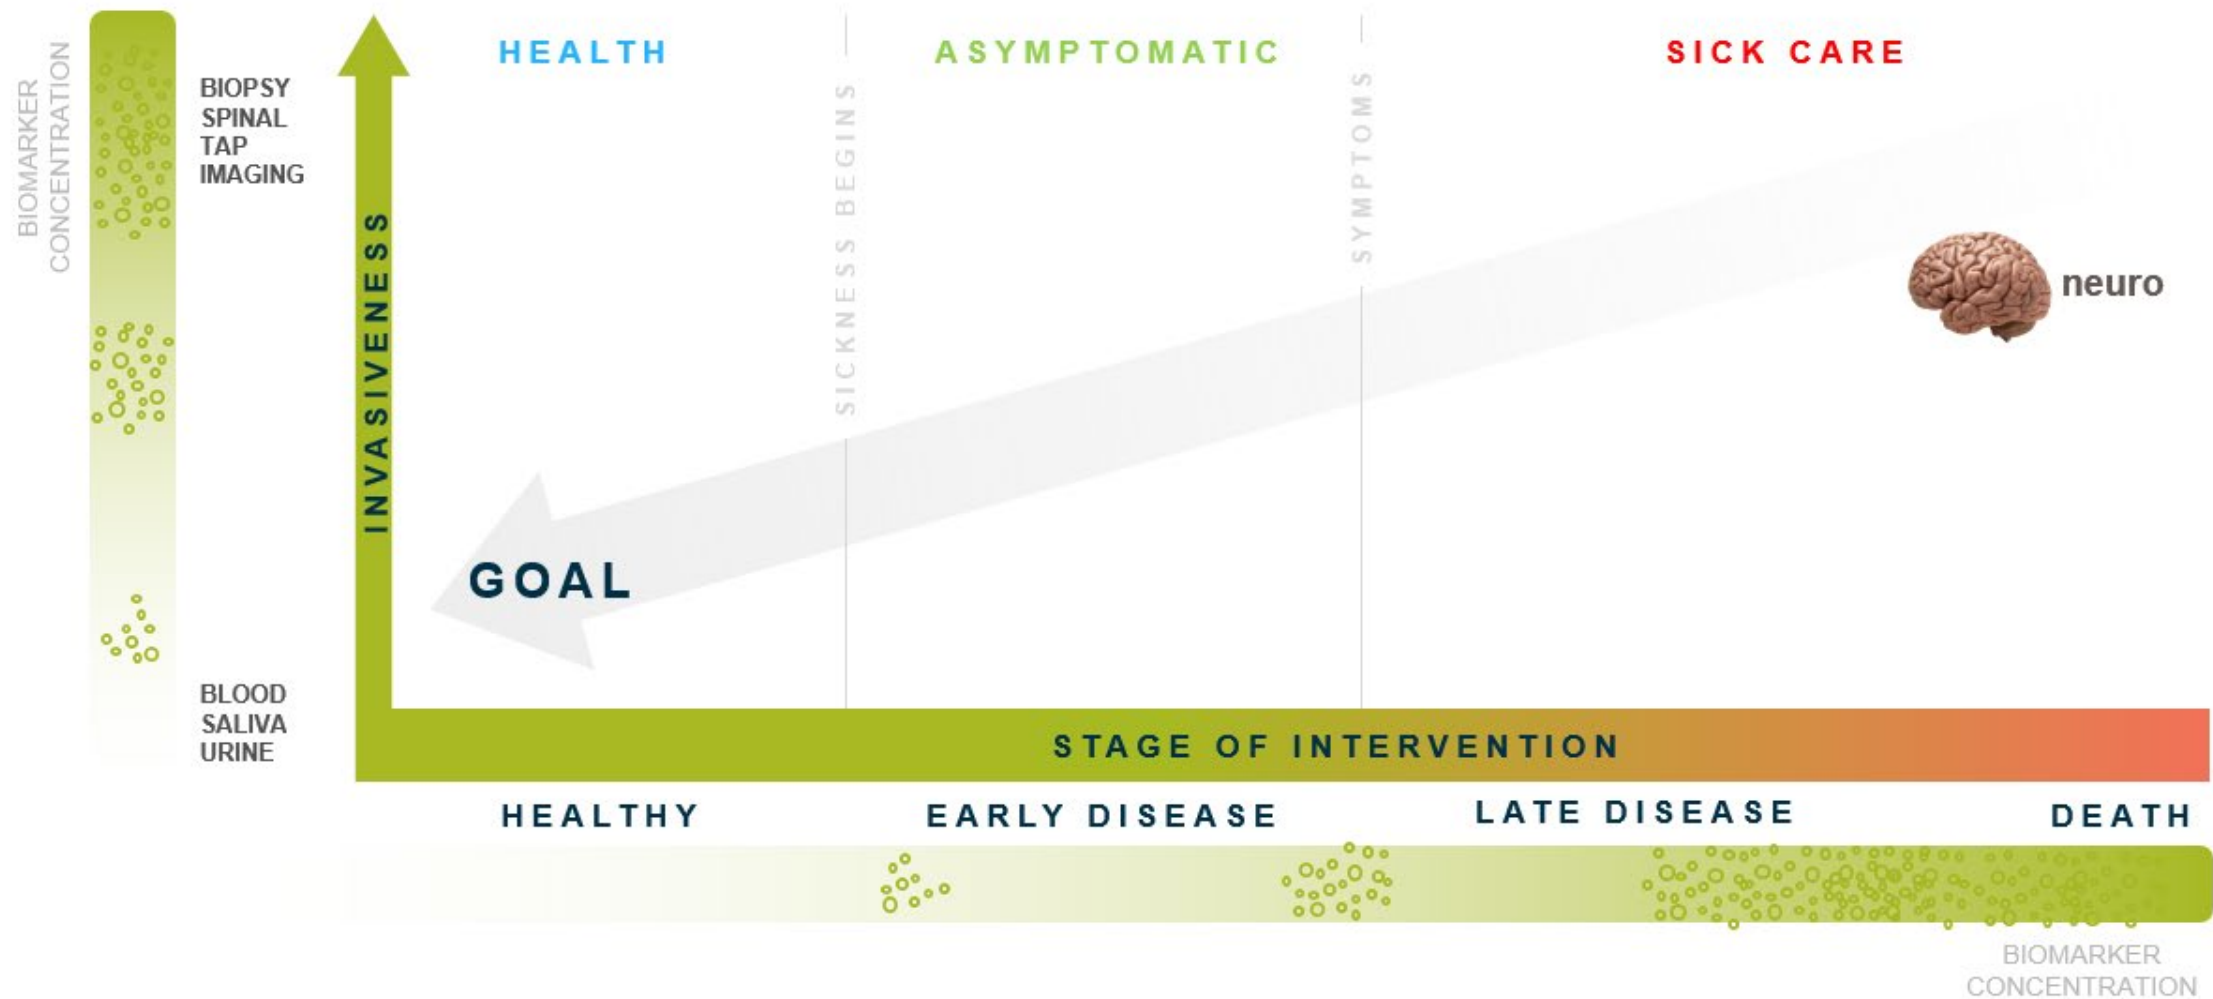 BIOMARKER
CONCENTRATION
BIOPSY
SPINAL
TAP
IMAGING
BLOOD
SALIVA
URINE
INVASIVENESS
HEALTH
ASYMPTOMATIC
SICK CARE
SICKNESS BEGINS
SYMPTOMS
neuro
GOAL
STAGE OF INTERVENTION
HEALTHY
EARLY DISEASE
LATE DISEASE
DEATH
BIOMARKER
CONCENTRATION